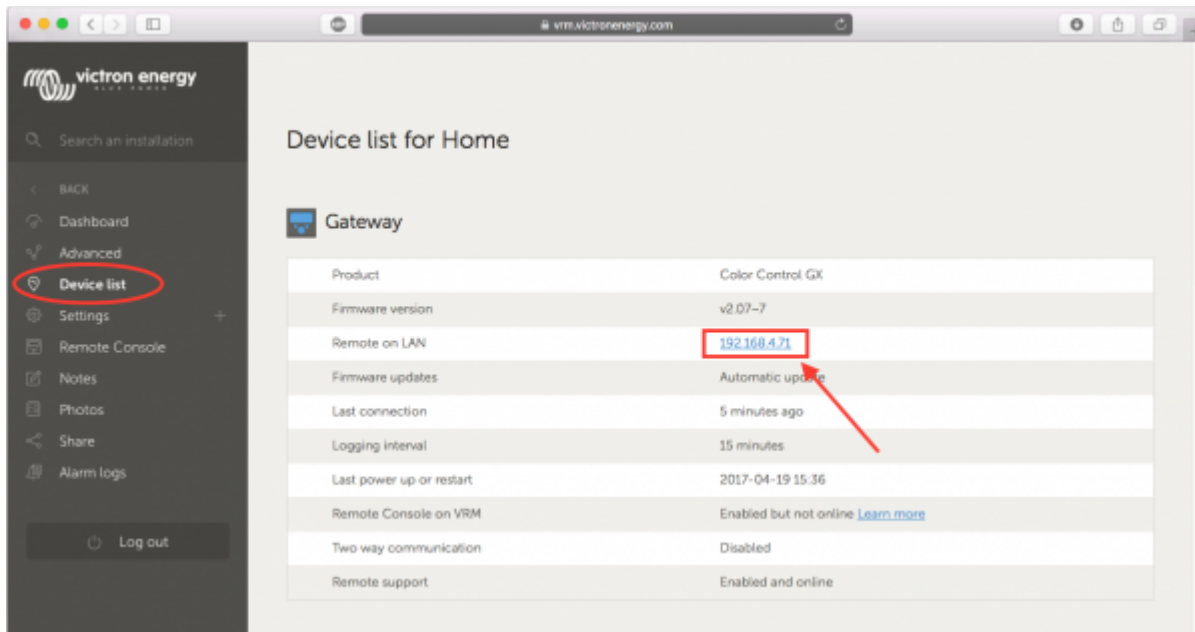 vrm.victronenergy.com
victron energy
BLUE POWER
Search an installation
BACK
Dashboard
Advanced
Device list
Settings
Remote Console
Notes
Photos
Share
Alarm logs
Log out
Device list for Home
Gateway
Product Color Control GX
Firmware version v2.07–7
Remote on LAN 192.168.4.71
Firmware updates Automatic update
Last connection 5 minutes ago
Logging interval 15 minutes
Last power up or restart 2017-04-19 15:36
Remote Console on VRM Enabled but not online Learn more
Two way communication Disabled
Remote support Enabled and online